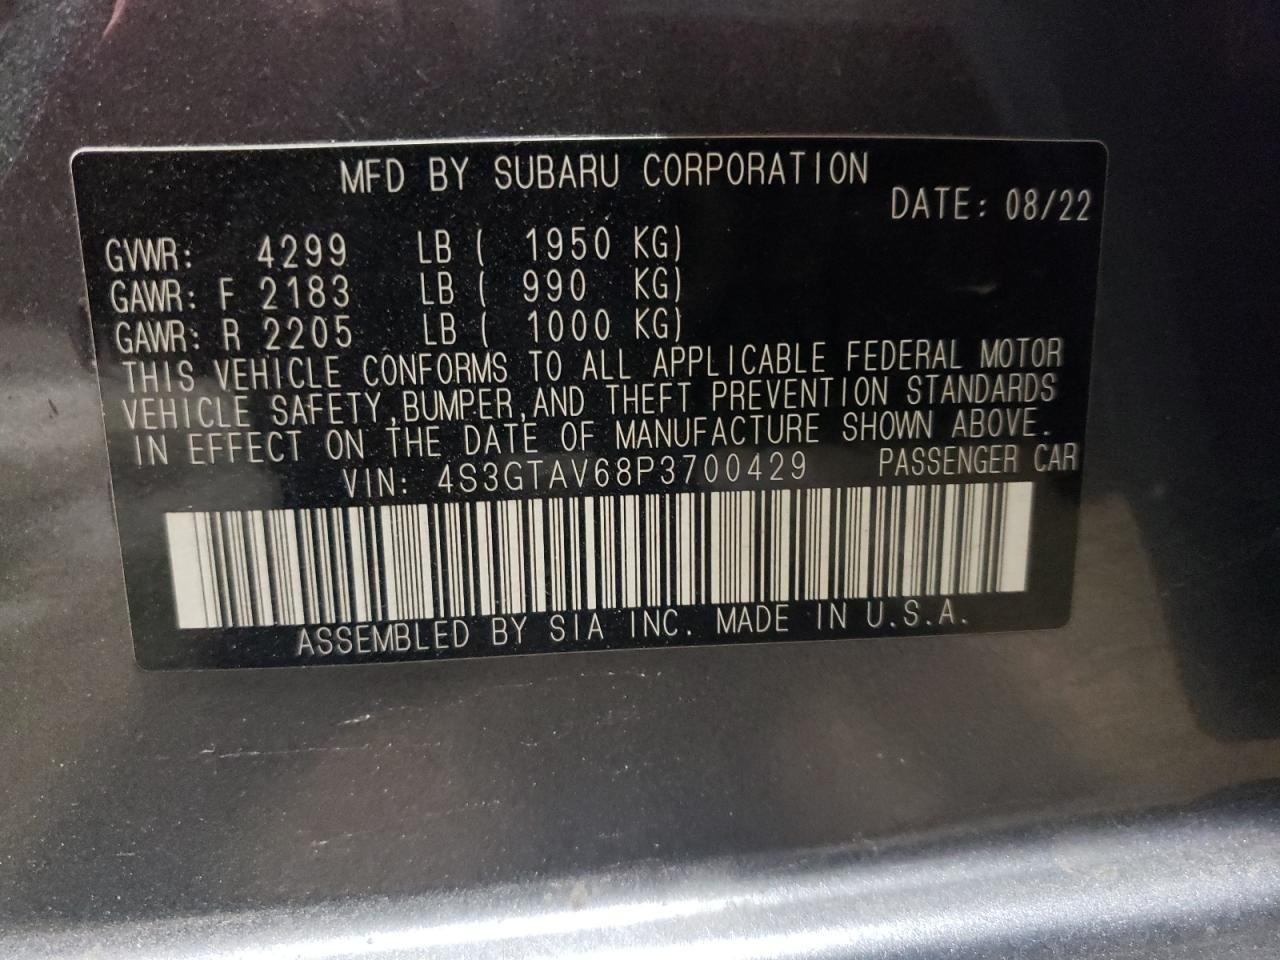 MFD BY SUBARU CORPORATION
DATE: 08/22
GVWR: 4299 LB ( 1950 KG)
GAWR: F 2183 LB ( 990 KG)
GAWR: R 2205 LB ( 1000 KG)
THIS VEHICLE CONFORMS TO ALL APPLICABLE FEDERAL MOTOR
VEHICLE SAFETY,BUMPER,AND THEFT PREVENTION STANDARDS
IN EFFECT ON THE DATE OF MANUFACTURE SHOWN ABOVE.
VIN: 4S3GTAV68P3700429 PASSENGER CAR
ASSEMBLED BY SIA INC. MADE IN U.S.A.